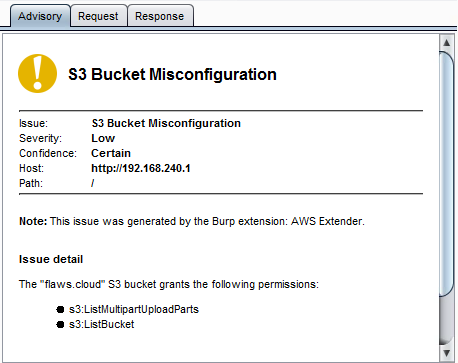 Advisory Request Response
S3 Bucket Misconfiguration
Issue: S3 Bucket Misconfiguration
Severity: Low
Confidence: Certain
Host: http://192.168.240.1
Path: /
Note: This issue was generated by the Burp extension: AWS Extender.
Issue detail
The "flaws.cloud" S3 bucket grants the following permissions:
s3:ListMultipartUploadParts
s3:ListBucket